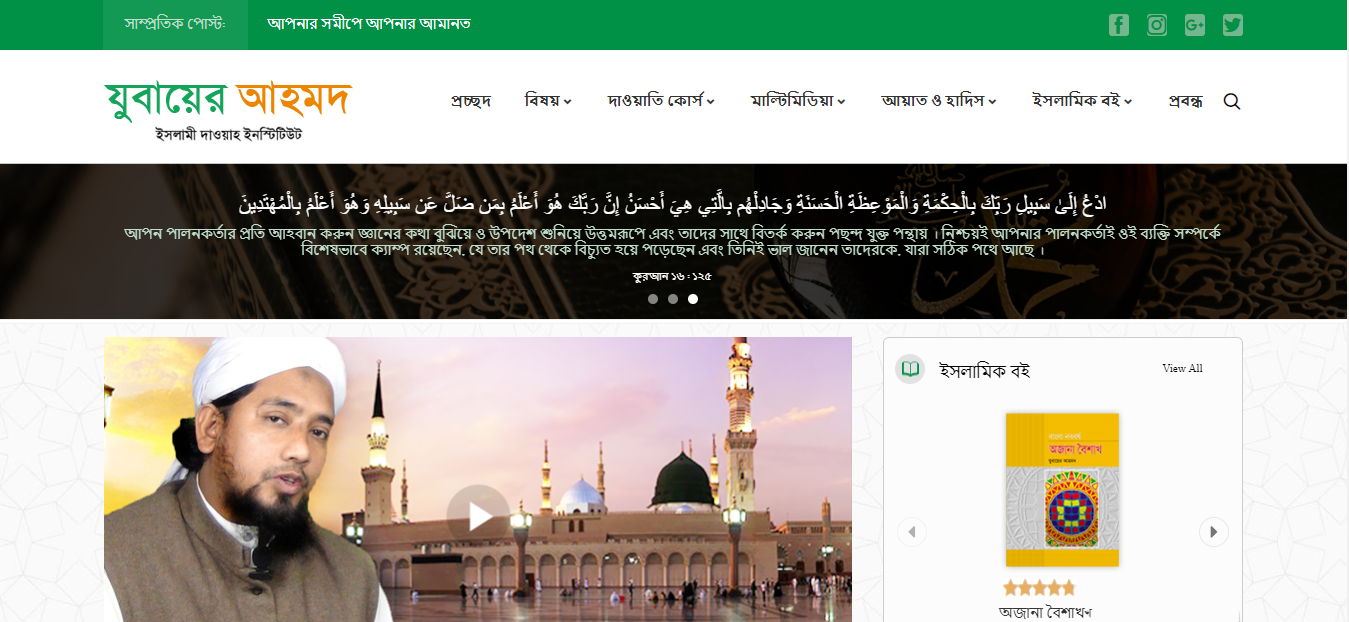 সাম্প্রতিক পোস্ট:
আপনার সমীপে আপনার আমানত
যুবায়ের আহমদ
ইসলামী দাওয়াহ ইনস্টিটিউট
প্রচ্ছদ
বিষয়
দাওয়াতি কোর্স
মাল্টিমিডিয়া
আয়াত ও হাদিস
ইসলামিক বই
প্রবন্ধ
ادْعُ إِلَىٰ سَبِيلِ رَبِّكَ بِالْحِكْمَةِ وَالْمَوْعِظَةِ الْحَسَنَةِ وَجَادِلْهُم بِالَّتِي هِيَ أَحْسَنُ إِنَّ رَبَّكَ هُوَ أَعْلَمُ بِمَن ضَلَّ عَن سَبِيلِهِ وَهُوَ أَعْلَمُ بِالْمُهْتَدِينَ
আপন পালনকর্তার প্রতি আহবান করুন জ্ঞানের কথা বুঝিয়ে ও উপদেশ শুনিয়ে উত্তমরূপে এবং তাদের সাথে বিতর্ক করুন পছন্দ যুক্ত পন্থায় । নিশ্চয়ই আপনার পালনকর্তাই ওই ব্যক্তি সম্পর্কে
বিশেষভাবে ক্যাম্প রয়েছেন, যে তার পথ থেকে বিচ্যুত হয়ে পড়েছেন এবং তিনিই ভাল জানেন তাদেরকে, যারা সঠিক পথে আছে ।
কুরআন ১৬ : ১২৫
ইসলামিক বই
View All
বাংলা নববর্ষ
অজানা বৈশাখ
যুবায়ের আহমদ
অজানা বৈশাখ